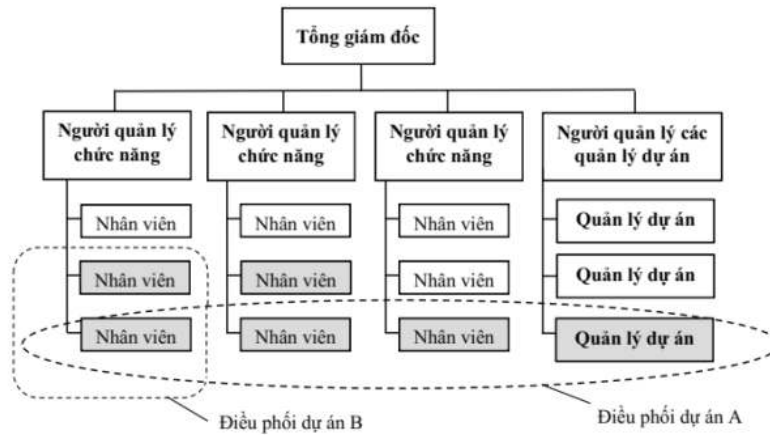 Tổng giám đốc
Người quản lý
chức năng
Người quản lý
chức năng
Người quản lý
chức năng
Người quản lý các
quản lý dự án
Nhân viên
Nhân viên
Nhân viên
Quản lý dự án
Nhân viên
Nhân viên
Nhân viên
Quản lý dự án
Nhân viên
Nhân viên
Nhân viên
Quản lý dự án
Điều phối dự án B
Điều phối dự án A